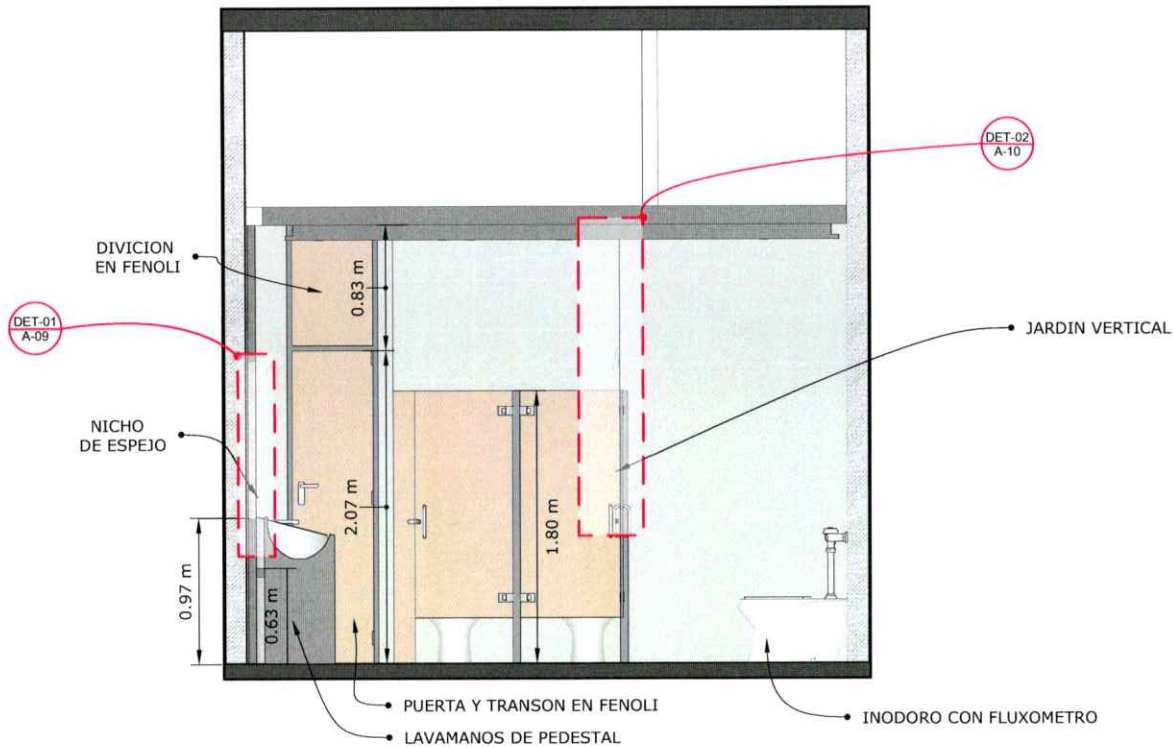 DET-02
A-10
DIVICION
EN FENOLI
0.83 m
DET-01
A-09
JARDIN VERTICAL
NICHO
DE ESPEJO
2.07 m
1.80 m
0.97 m
0.63 m
PUERTA Y TRANSON EN FENOLI
INODORO CON FLUXOMETRO
LAVAMANOS DE PEDESTAL